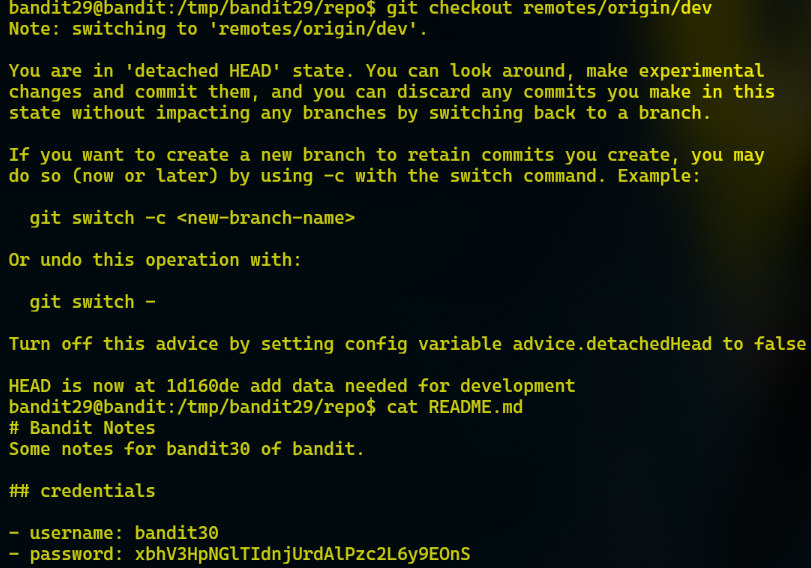 bandit29@bandit:/tmp/bandit29/repo$ git checkout remotes/origin/dev
Note: switching to 'remotes/origin/dev'.
You are in 'detached HEAD' state. You can look around, make experimental
changes and commit them, and you can discard any commits you make in this
state without impacting any branches by switching back to a branch.
If you want to create a new branch to retain commits you create, you may
do so (now or later) by using -c with the switch command. Example:
git switch -c <new-branch-name>
Or undo this operation with:
git switch -
Turn off this advice by setting config variable advice.detachedHead to false
HEAD is now at 1d160de add data needed for development
bandit29@bandit:/tmp/bandit29/repo$ cat README.md
# Bandit Notes
Some notes for bandit30 of bandit.
## credentials
- username: bandit30
- password: xbhV3HpNGlTIdnjUrdAlPzc2L6y9EOnS